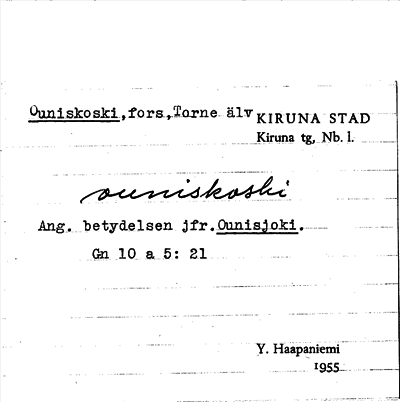 Ouniskoski,fors,Torne älv KIRUNA STAD
Kiruna tg, Nb. l.
ouniskoski
Ang. betydelsen jfr.Ounisjoki.
Gn 10 a 5: 21
Y. Haapaniemi
1955